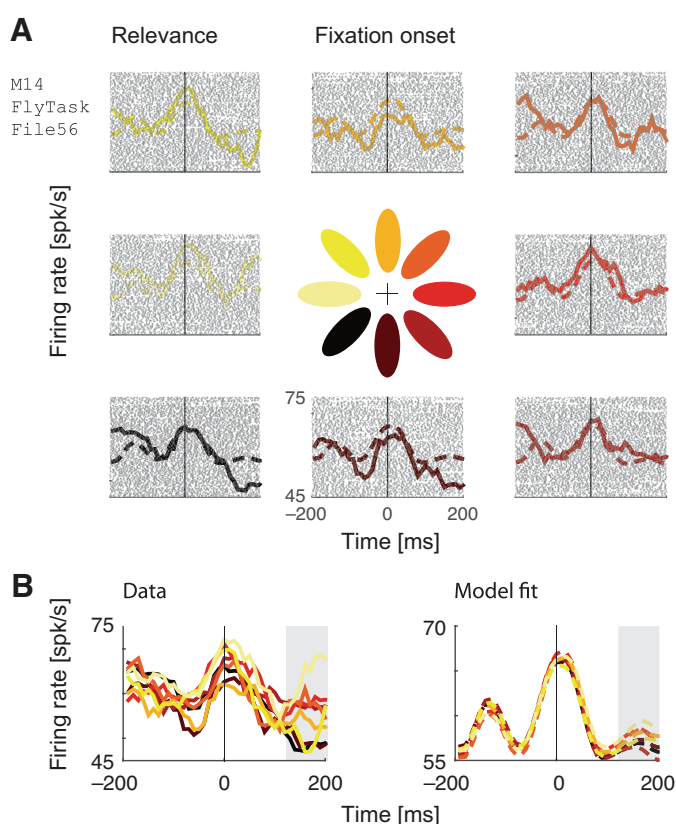 A
Relevance
Fixation onset
M14
FlyTask
File56
Firing rate [spk/s]
75
45
−200
0
200
Time [ms]
B
Data
Model fit
Firing rate [spk/s]
75
45
−200
0
200
70
55
−200
0
200
Time [ms]